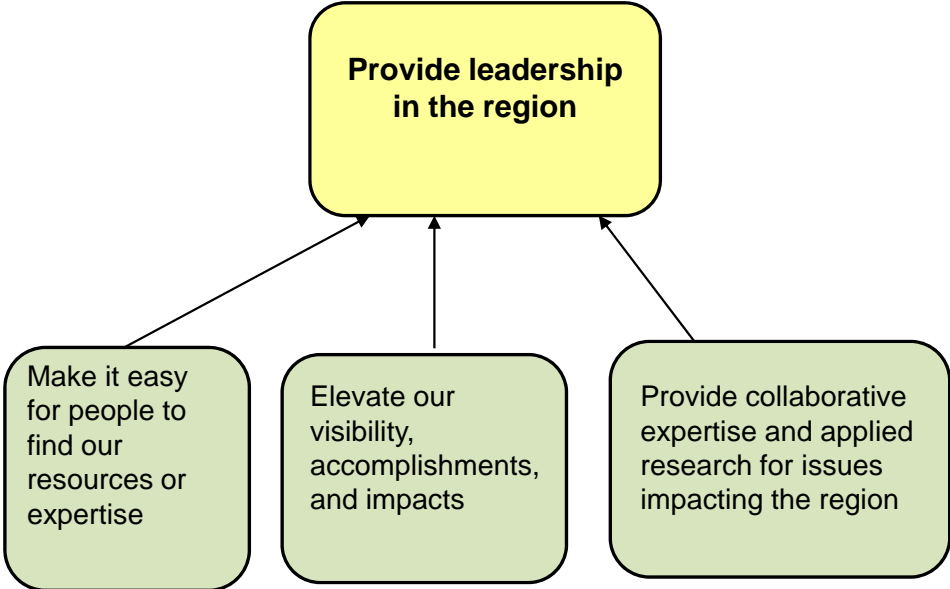 Provide leadership
in the region
Make it easy
for people to
find our
resources or
expertise
Elevate our
visibility,
accomplishments,
and impacts
Provide collaborative
expertise and applied
research for issues
impacting the region